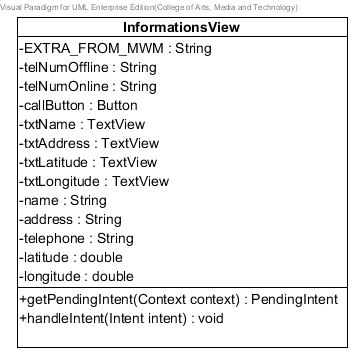 Visual Paradigm for UML Enterprise Edition(College of Arts, Media and Technology)
InformationsView
-EXTRA_FROM_MWM : String
-telNumOffline : String
-telNumOnline : String
-callButton : Button
-txtName : TextView
-txtAddress : TextView
-txtLatitude : TextView
-txtLongitude : TextView
-name : String
-address : String
-telephone : String
-latitude : double
-longitude : double
+getPendingIntent(Context context) : PendingIntent
+handleIntent(Intent intent) : void